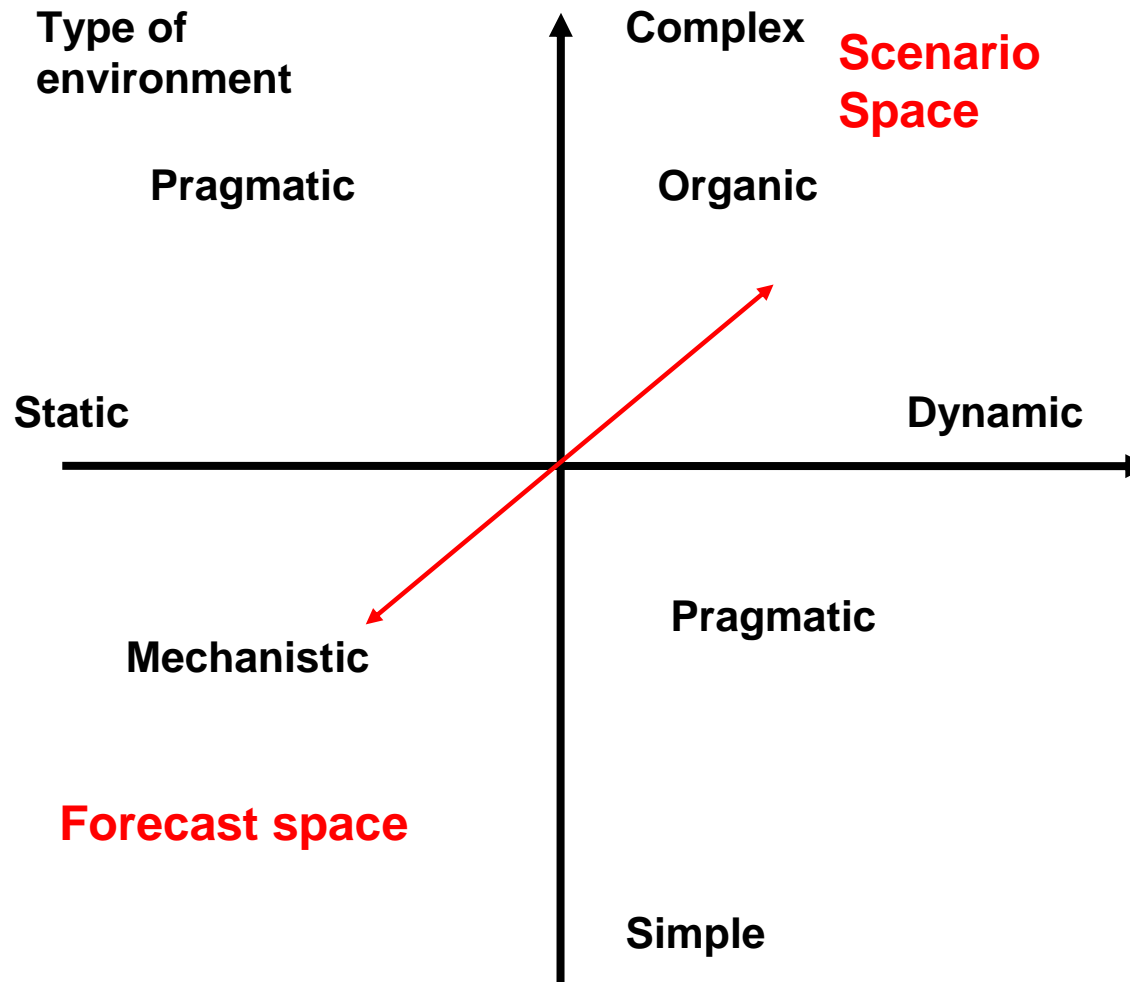 Type of
environment
Complex
Scenario
Space
Pragmatic
Organic
Static
Dynamic
Mechanistic
Pragmatic
Forecast space
Simple